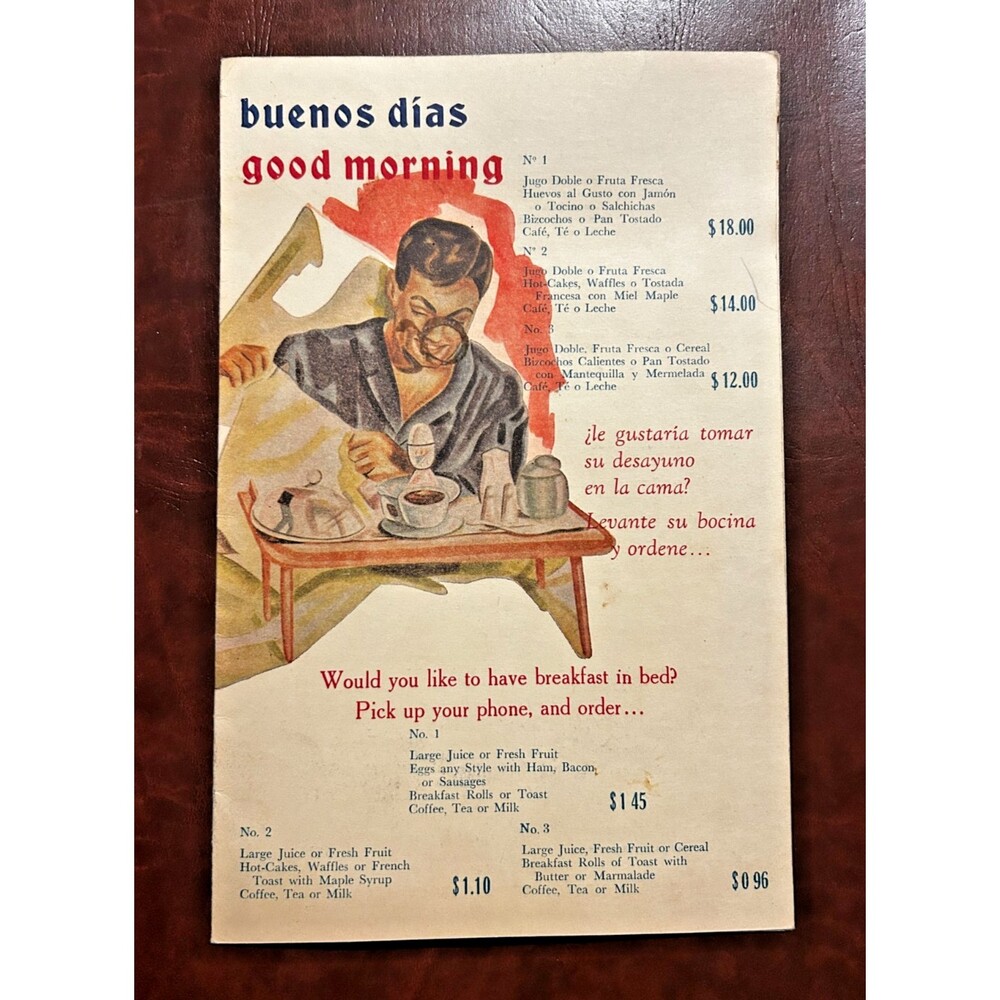 buenos días
good morning
Nº 1
Jugo Doble o Fruta Fresca
Huevos al Gusto con Jamón
o Tocino o Salchichas
Bizcochos o Pan Tostado
Café, Té o Leche
$18.00
Nº 2
Jugo Doble o Fruta Fresca
Hot-Cakes, Waffles o Tostada
Francesa con Miel Maple
Café, Té o Leche
$14.00
No. 3
Jugo Doble, Fruta Fresca o Cereal
Bizcochos Calientes o Pan Tostado
con Mantequilla y Mermelada
Café, Té o Leche
$12.00
¿le gustaría tomar
su desayuno
en la cama?
Levante su bocina
y ordene...
Would you like to have breakfast in bed?
Pick up your phone, and order...
No. 1
Large Juice or Fresh Fruit
Eggs any Style with Ham, Bacon,
or Sausages
Breakfast Rolls or Toast
Coffee, Tea or Milk
$1 45
No. 2
Large Juice or Fresh Fruit
Hot-Cakes, Waffles or French
Toast with Maple Syrup
Coffee, Tea or Milk
$1.10
No. 3
Large Juice, Fresh Fruit or Cereal
Breakfast Rolls of Toast with
Butter or Marmalade
Coffee, Tea or Milk
$0 96